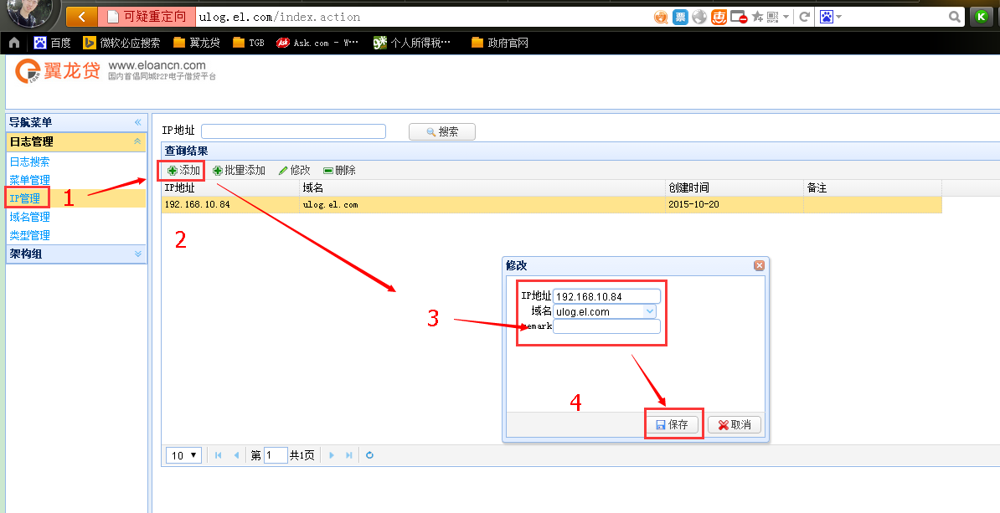 可疑重定向 ulog.el.com/index.action
票 惠 K
百度 微软必应搜索 翼龙贷 TGB Ask.com - W… 个人所得税… 政府官网
翼龙贷 www.eloancn.com
国内首倡同城P2P电子借贷平台
导航菜单
日志管理
日志搜索
菜单管理
IP管理
域名管理
类型管理
架构组
1
IP地址 搜索
查询结果
添加 批量添加 修改 删除
IP地址 域名 创建时间 备注
192.168.10.84 ulog.el.com 2015-10-20
2
3
修改
IP地址 192.168.10.84
域名 ulog.el.com
remark
4
保存 取消
10 第 1 共1页